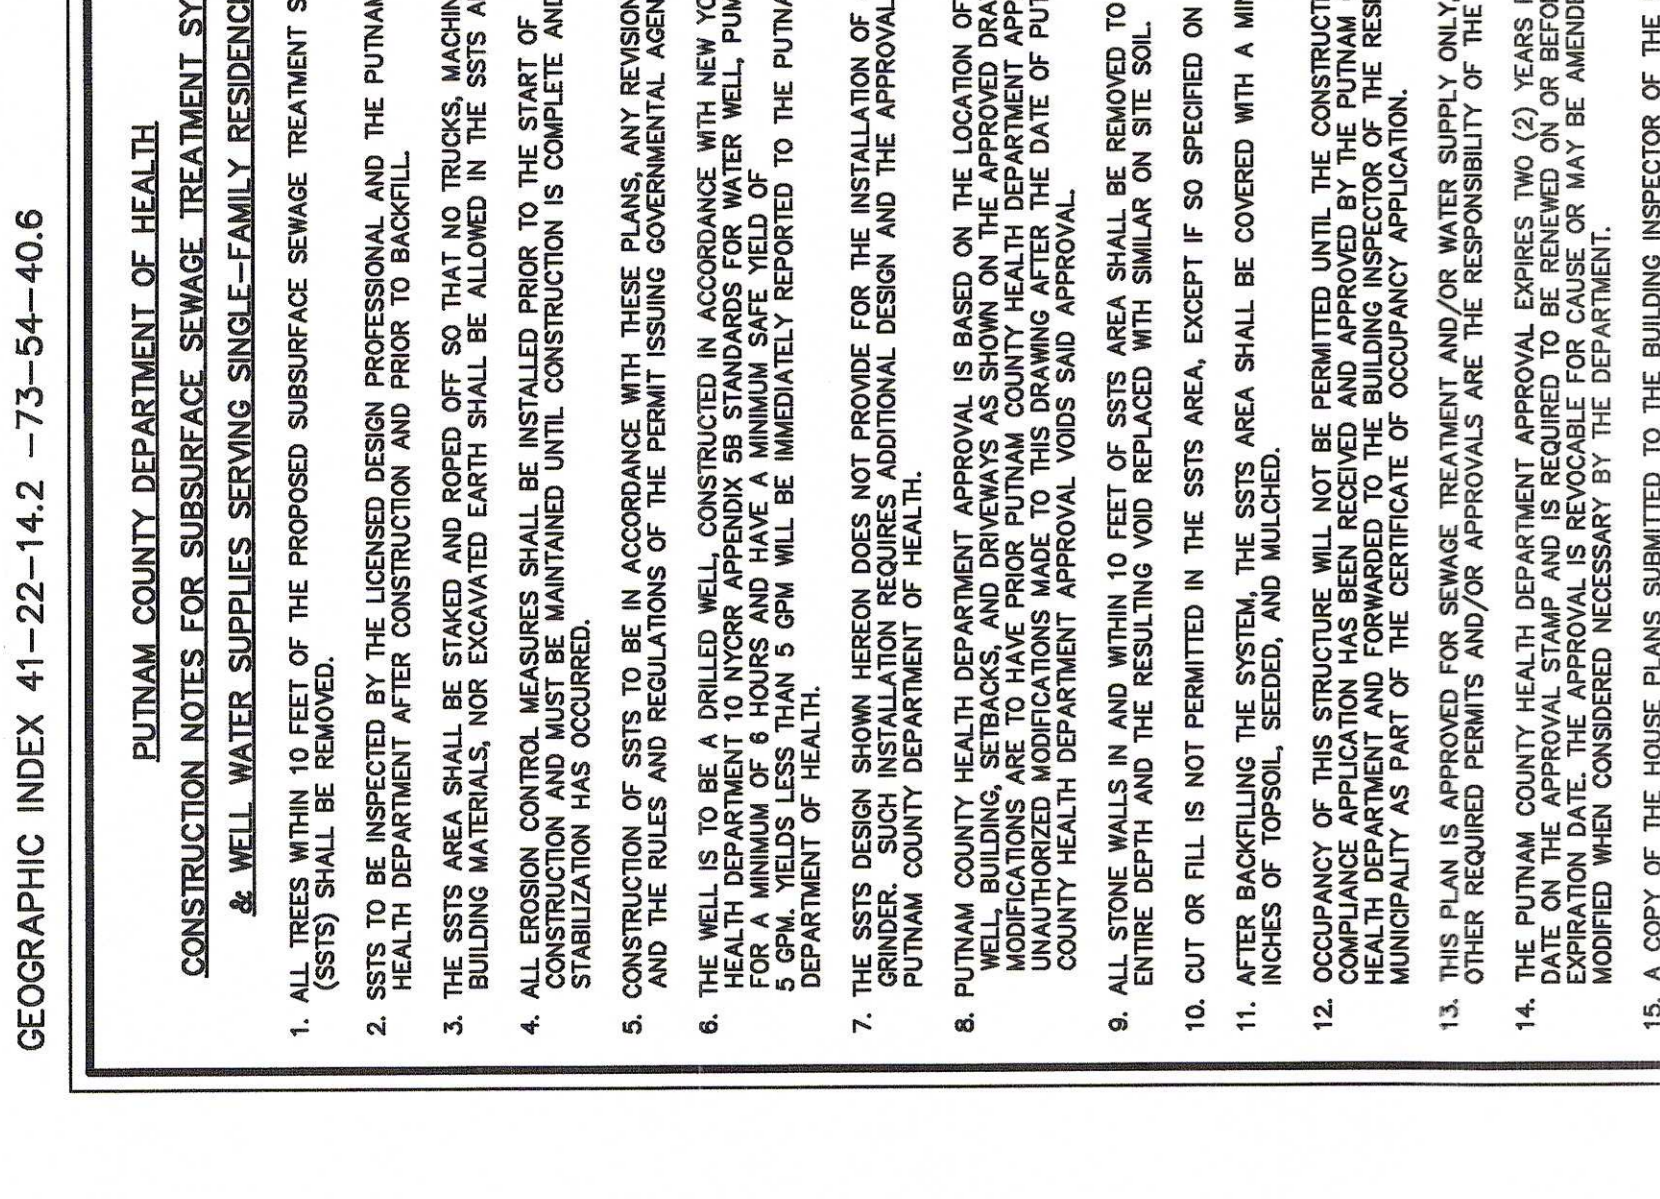 GEOGRAPHIC INDEX 41-22-14.2 -73-54-40.6
PUTNAM COUNTY DEPARTMENT OF HEALTH
CONSTRUCTION NOTES FOR SUBSURFACE SEWAGE TREATMENT SY
& WELL WATER SUPPLIES SERVING SINGLE-FAMILY RESIDENC
1. ALL TREES WITHIN 10 FEET OF THE PROPOSED SUBSURFACE SEWAGE TREATMENT S
(SSTS) SHALL BE REMOVED.
2. SSTS TO BE INSPECTED BY THE LICENSED DESIGN PROFESSIONAL AND THE PUTNAM
HEALTH DEPARTMENT AFTER CONSTRUCTION AND PRIOR TO BACKFILL.
3. THE SSTS AREA SHALL BE STAKED AND ROPED OFF SO THAT NO TRUCKS, MACHIN
BUILDING MATERIALS, NOR EXCAVATED EARTH SHALL BE ALLOWED IN THE SSTS A
4. ALL EROSION CONTROL MEASURES SHALL BE INSTALLED PRIOR TO THE START OF
CONSTRUCTION AND MUST BE MAINTAINED UNTIL CONSTRUCTION IS COMPLETE AND
STABILIZATION HAS OCCURRED.
5. CONSTRUCTION OF SSTS TO BE IN ACCORDANCE WITH THESE PLANS, ANY REVISION
AND THE RULES AND REGULATIONS OF THE PERMIT ISSUING GOVERNMENTAL AGEN
6. THE WELL IS TO BE A DRILLED WELL, CONSTRUCTED IN ACCORDANCE WITH NEW YO
HEALTH DEPARTMENT 10 NYCRR APPENDIX 5B STANDARDS FOR WATER WELL, PUM
FOR A MINIMUM OF 6 HOURS AND HAVE A MINIMUM SAFE YIELD OF
5 GPM. YIELDS LESS THAN 5 GPM WILL BE IMMEDIATELY REPORTED TO THE PUTNA
DEPARTMENT OF HEALTH.
7. THE SSTS DESIGN SHOWN HEREON DOES NOT PROVIDE FOR THE INSTALLATION OF
GRINDER. SUCH INSTALLATION REQUIRES ADDITIONAL DESIGN AND THE APPROVAL
PUTNAM COUNTY DEPARTMENT OF HEALTH.
8. PUTNAM COUNTY HEALTH DEPARTMENT APPROVAL IS BASED ON THE LOCATION OF
WELL, BUILDING, SETBACKS, AND DRIVEWAYS AS SHOWN ON THE APPROVED DRA
MODIFICATIONS ARE TO HAVE PRIOR PUTNAM COUNTY HEALTH DEPARTMENT APP
UNAUTHORIZED MODIFICATIONS MADE TO THIS DRAWING AFTER THE DATE OF PUT
COUNTY HEALTH DEPARTMENT APPROVAL VOIDS SAID APPROVAL.
9. ALL STONE WALLS IN AND WITHIN 10 FEET OF SSTS AREA SHALL BE REMOVED TO
ENTIRE DEPTH AND THE RESULTING VOID REPLACED WITH SIMILAR ON SITE SOIL.
10. CUT OR FILL IS NOT PERMITTED IN THE SSTS AREA, EXCEPT IF SO SPECIFIED ON
11. AFTER BACKFILLING THE SYSTEM, THE SSTS AREA SHALL BE COVERED WITH A MIN
INCHES OF TOPSOIL, SEEDED, AND MULCHED.
12. OCCUPANCY OF THIS STRUCTURE WILL NOT BE PERMITTED UNTIL THE CONSTRUCT
COMPLIANCE APPLICATION HAS BEEN RECEIVED AND APPROVED BY THE PUTNAM
HEALTH DEPARTMENT AND FORWARDED TO THE BUILDING INSPECTOR OF THE RES
MUNICIPALITY AS PART OF THE CERTIFICATE OF OCCUPANCY APPLICATION.
13. THIS PLAN IS APPROVED FOR SEWAGE TREATMENT AND/OR WATER SUPPLY ONLY,
OTHER REQUIRED PERMITS AND/OR APPROVALS ARE THE RESPONSIBILITY OF THE
14. THE PUTNAM COUNTY HEALTH DEPARTMENT APPROVAL EXPIRES TWO (2) YEARS
DATE ON THE APPROVAL STAMP AND IS REQUIRED TO BE RENEWED ON OR BEFO
EXPIRATION DATE. THE APPROVAL IS REVOCABLE FOR CAUSE OR MAY BE AMENDE
MODIFIED WHEN CONSIDERED NECESSARY BY THE DEPARTMENT.
15. A COPY OF THE HOUSE PLANS SUBMITTED TO THE BUILDING INSPECTOR OF THE